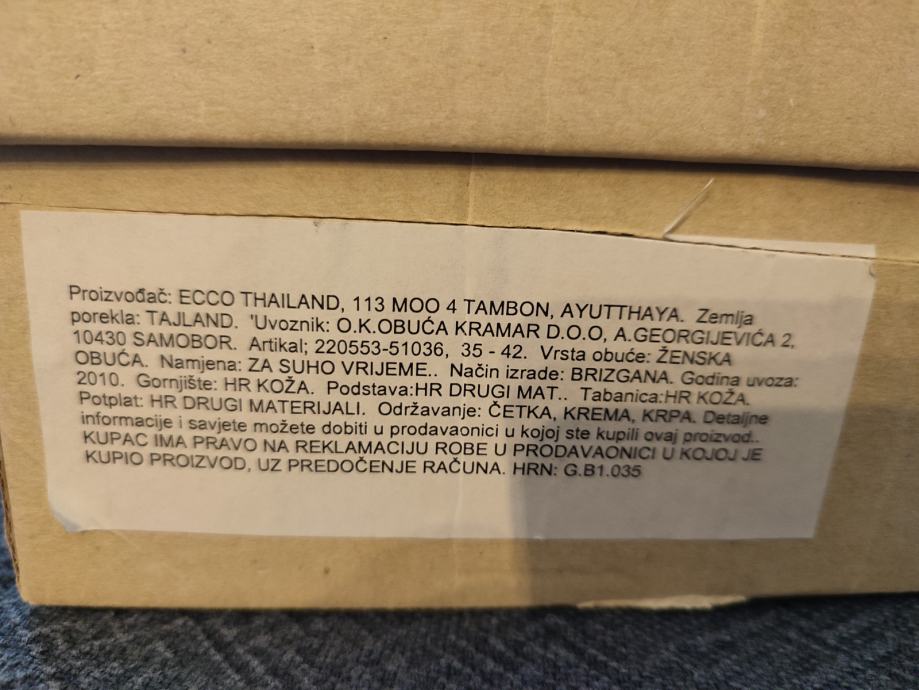 Proizvođač: ECCO THAILAND, 113 MOO 4 TAMBON, AYUTTHAYA. Zemlja
porekla: TAJLAND. 'Uvoznik: O.K.OBUĆA KRAMAR D.O.O, A.GEORGIJEVIĆA 2,
10430 SAMOBOR. Artikal; 220553-51036, 35 - 42. Vrsta obuće: ŽENSKA
OBUĆA. Namjena: ZA SUHO VRIJEME.. Način izrade: BRIZGANA. Godina uvoza:
2010. Gornjište: HR KOŽA. Podstava:HR DRUGI MAT.. Tabanica:HR KOŽA.
Potplat: HR DRUGI MATERIJALI. Održavanje: ČETKA, KREMA, KRPA. Detaljne
informacije i savjete možete dobiti u prodavaonici u kojoj ste kupili ovaj proizvod..
KUPAC IMA PRAVO NA REKLAMACIJU ROBE U PRODAVAONICI U KOJOJ JE
KUPIO PROIZVOD, UZ PREDOČENJE RAČUNA. HRN: G.B1.035